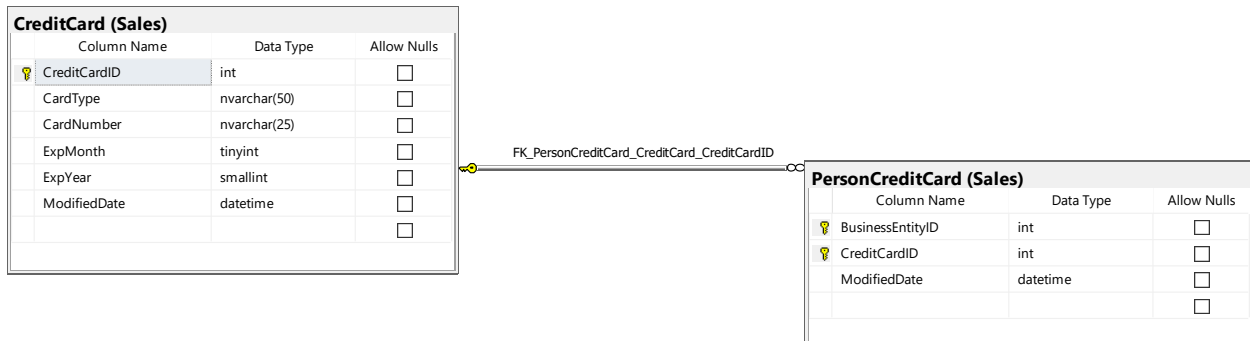 CreditCard (Sales)
Column Name Data Type Allow Nulls
CreditCardID int
CardType nvarchar(50)
CardNumber nvarchar(25)
ExpMonth tinyint
ExpYear smallint
ModifiedDate datetime
FK_PersonCreditCard_CreditCard_CreditCardID
PersonCreditCard (Sales)
Column Name Data Type Allow Nulls
BusinessEntityID int
CreditCardID int
ModifiedDate datetime